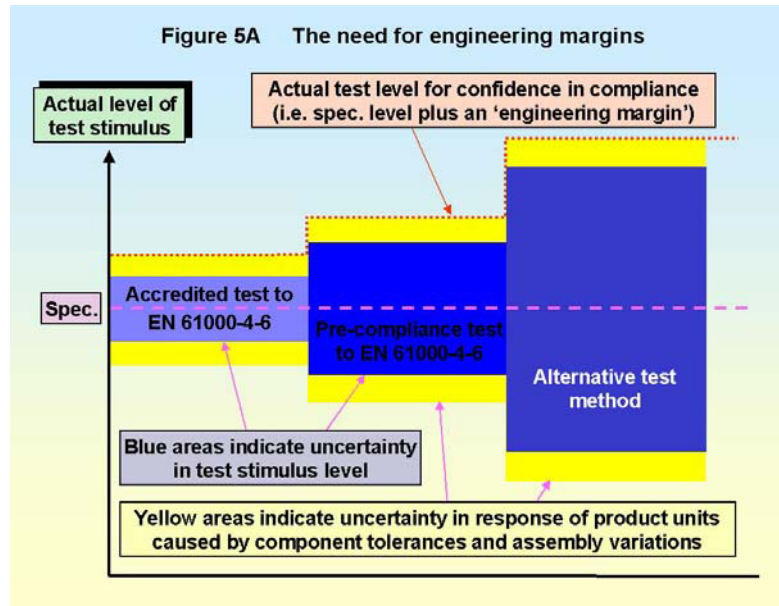 Figure 5A The need for engineering margins
Actual level of
test stimulus
Actual test level for confidence in compliance
(i.e. spec. level plus an ‘engineering margin’)
Accredited test to
EN 61000-4-6
Spec.
Pre-compliance test
to EN 61000-4-6
Alternative test
method
Blue areas indicate uncertainty
in test stimulus level
Yellow areas indicate uncertainty in response of product units
caused by component tolerances and assembly variations